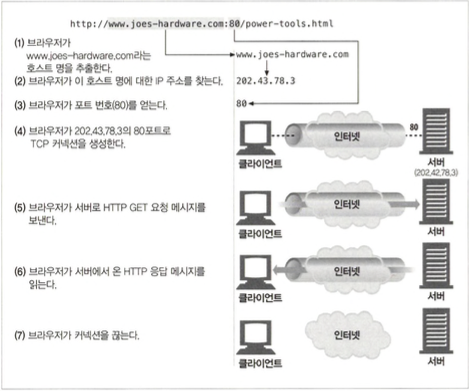 http://www.joes-hardware.com:80/power-tools.html
(1) 브라우저가
www.joes-hardware.com라는
호스트 명을 추출한다.
www.joes-hardware.com
(2) 브라우저가 이 호스트 명에 대한 IP 주소를 찾는다.
202.43.78.3
(3) 브라우저가 포트 번호(80)를 얻는다.
80
(4) 브라우저가 202,43,78,3의 80포트로
TCP 커넥션을 생성한다.
인터넷
80
클라이언트
서버
(202,42,78,3)
(5) 브라우저가 서버로 HTTP GET 요청 메시지를
보낸다.
인터넷
클라이언트
서버
(6) 브라우저가 서버에서 온 HTTP 응답 메시지를
읽는다.
인터넷
클라이언트
서버
(7) 브라우저가 커넥션을 끊는다.
인터넷
클라이언트
서버